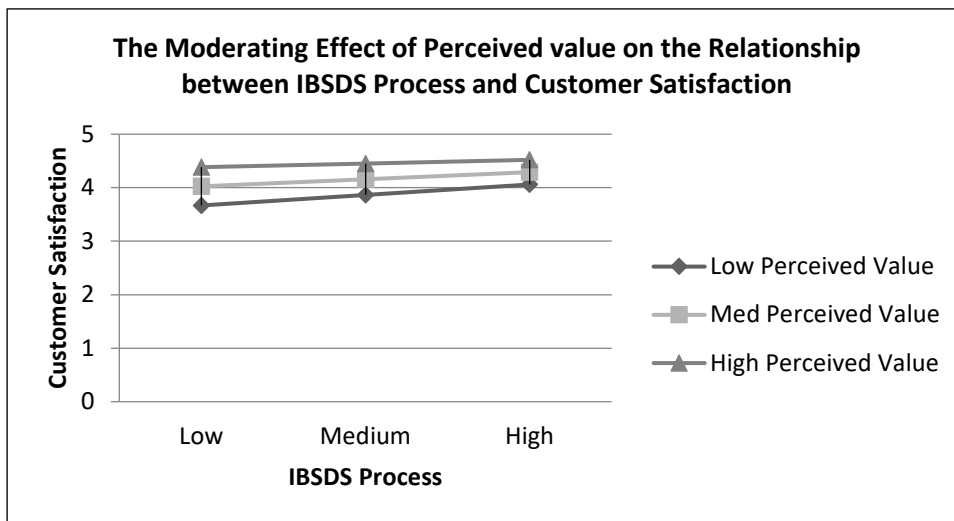 The Moderating Effect of Perceived value on the Relationship
between IBSDS Process and Customer Satisfaction
Customer Satisfaction
5
4
3
2
1
0
Low
Medium
High
IBSDS Process
Low Perceived Value
Med Perceived Value
High Perceived Value